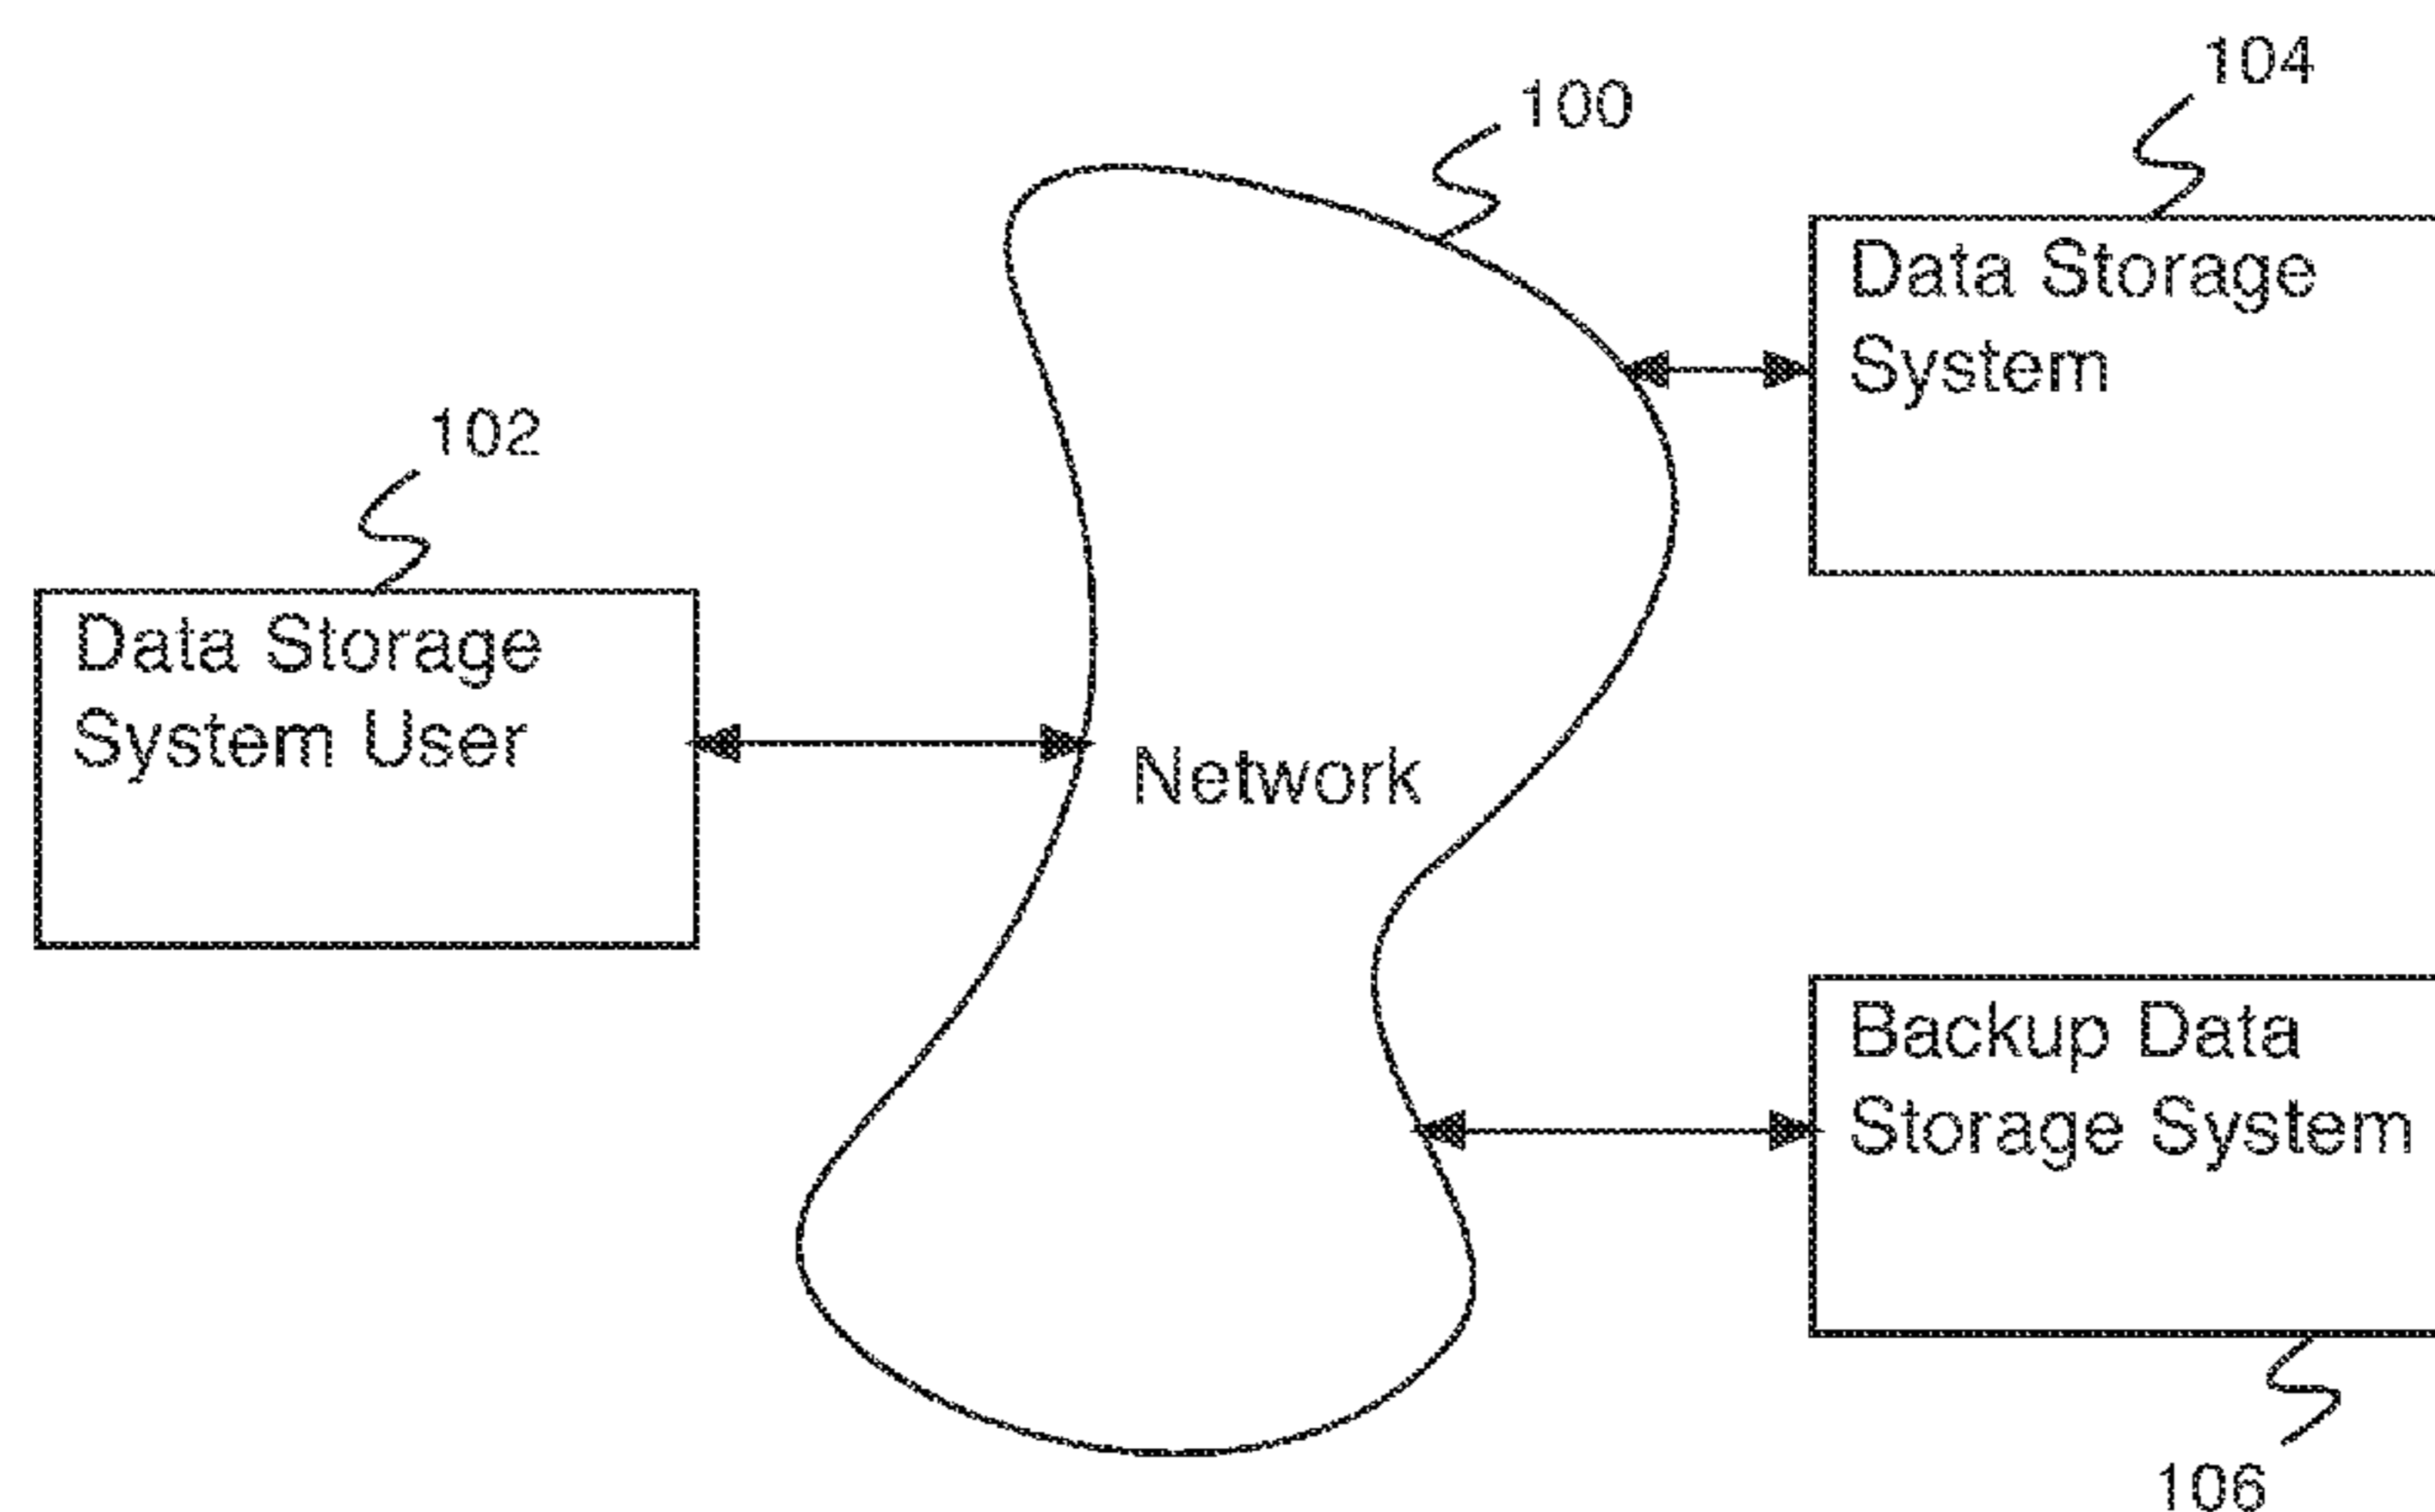 104
100
Data Storage
System
102
Data Storage
System User
Network
Backup Data
Storage System
106